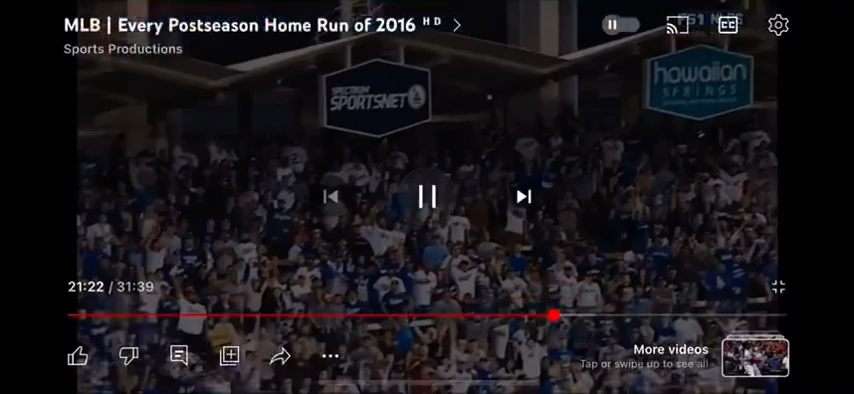 MLB | Every Postseason Home Run of 2016 HD
Sports Productions
CC
SPECTRUM
SPORTSNET
hawaiian
SPRINGS
21:22 / 31:39
More videos
Tap or swipe up to see all